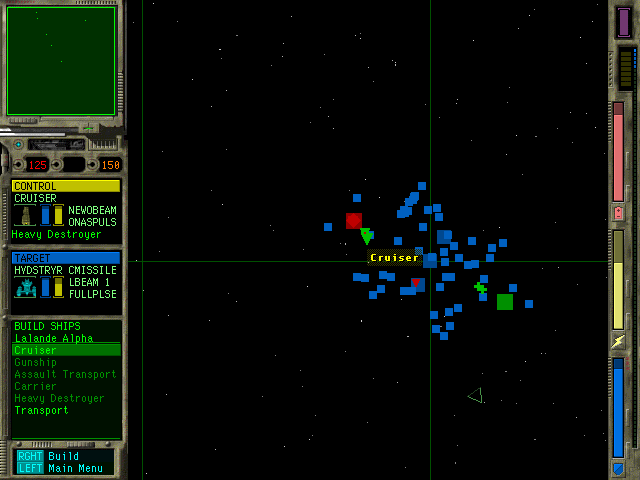 125 150
CONTROL
CRUISER
NEWOBEAM
ONASPULS
Heavy Destroyer
TARGET
HVDSTRYR CMISSILE
LBEAM 1
FULLPLSE
BUILD SHIPS
Lalande Alpha
Cruiser
Gunship
Assault Transport
Carrier
Heavy Destroyer
Transport
RGHT Build
LEFT Main Menu
Cruiser